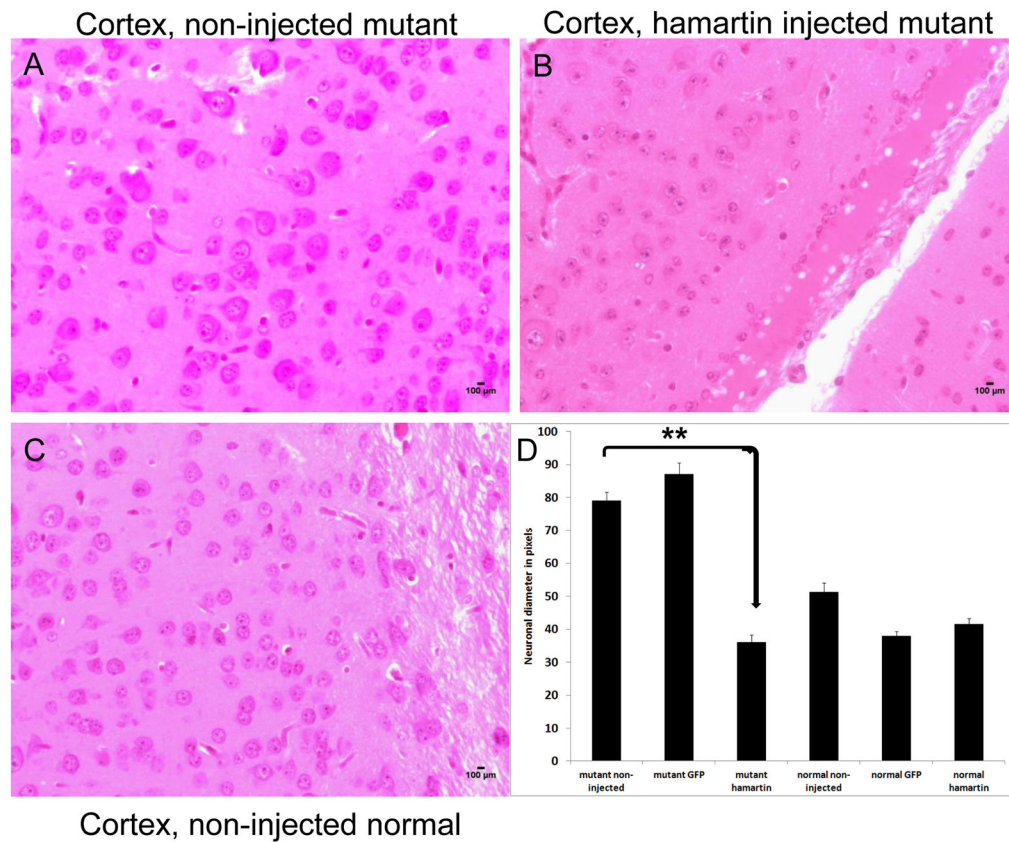 Cortex, non-injected mutant
Cortex, hamartin injected mutant
A
B
100 µm
100 µm
C
100 µm
Cortex, non-injected normal
D
**
Neuronal diameter in pixels
100
90
80
70
60
50
40
30
20
10
0
mutant non-
injected
mutant GFP
mutant
hamartin
normal non-
injected
normal GFP
normal
hamartin